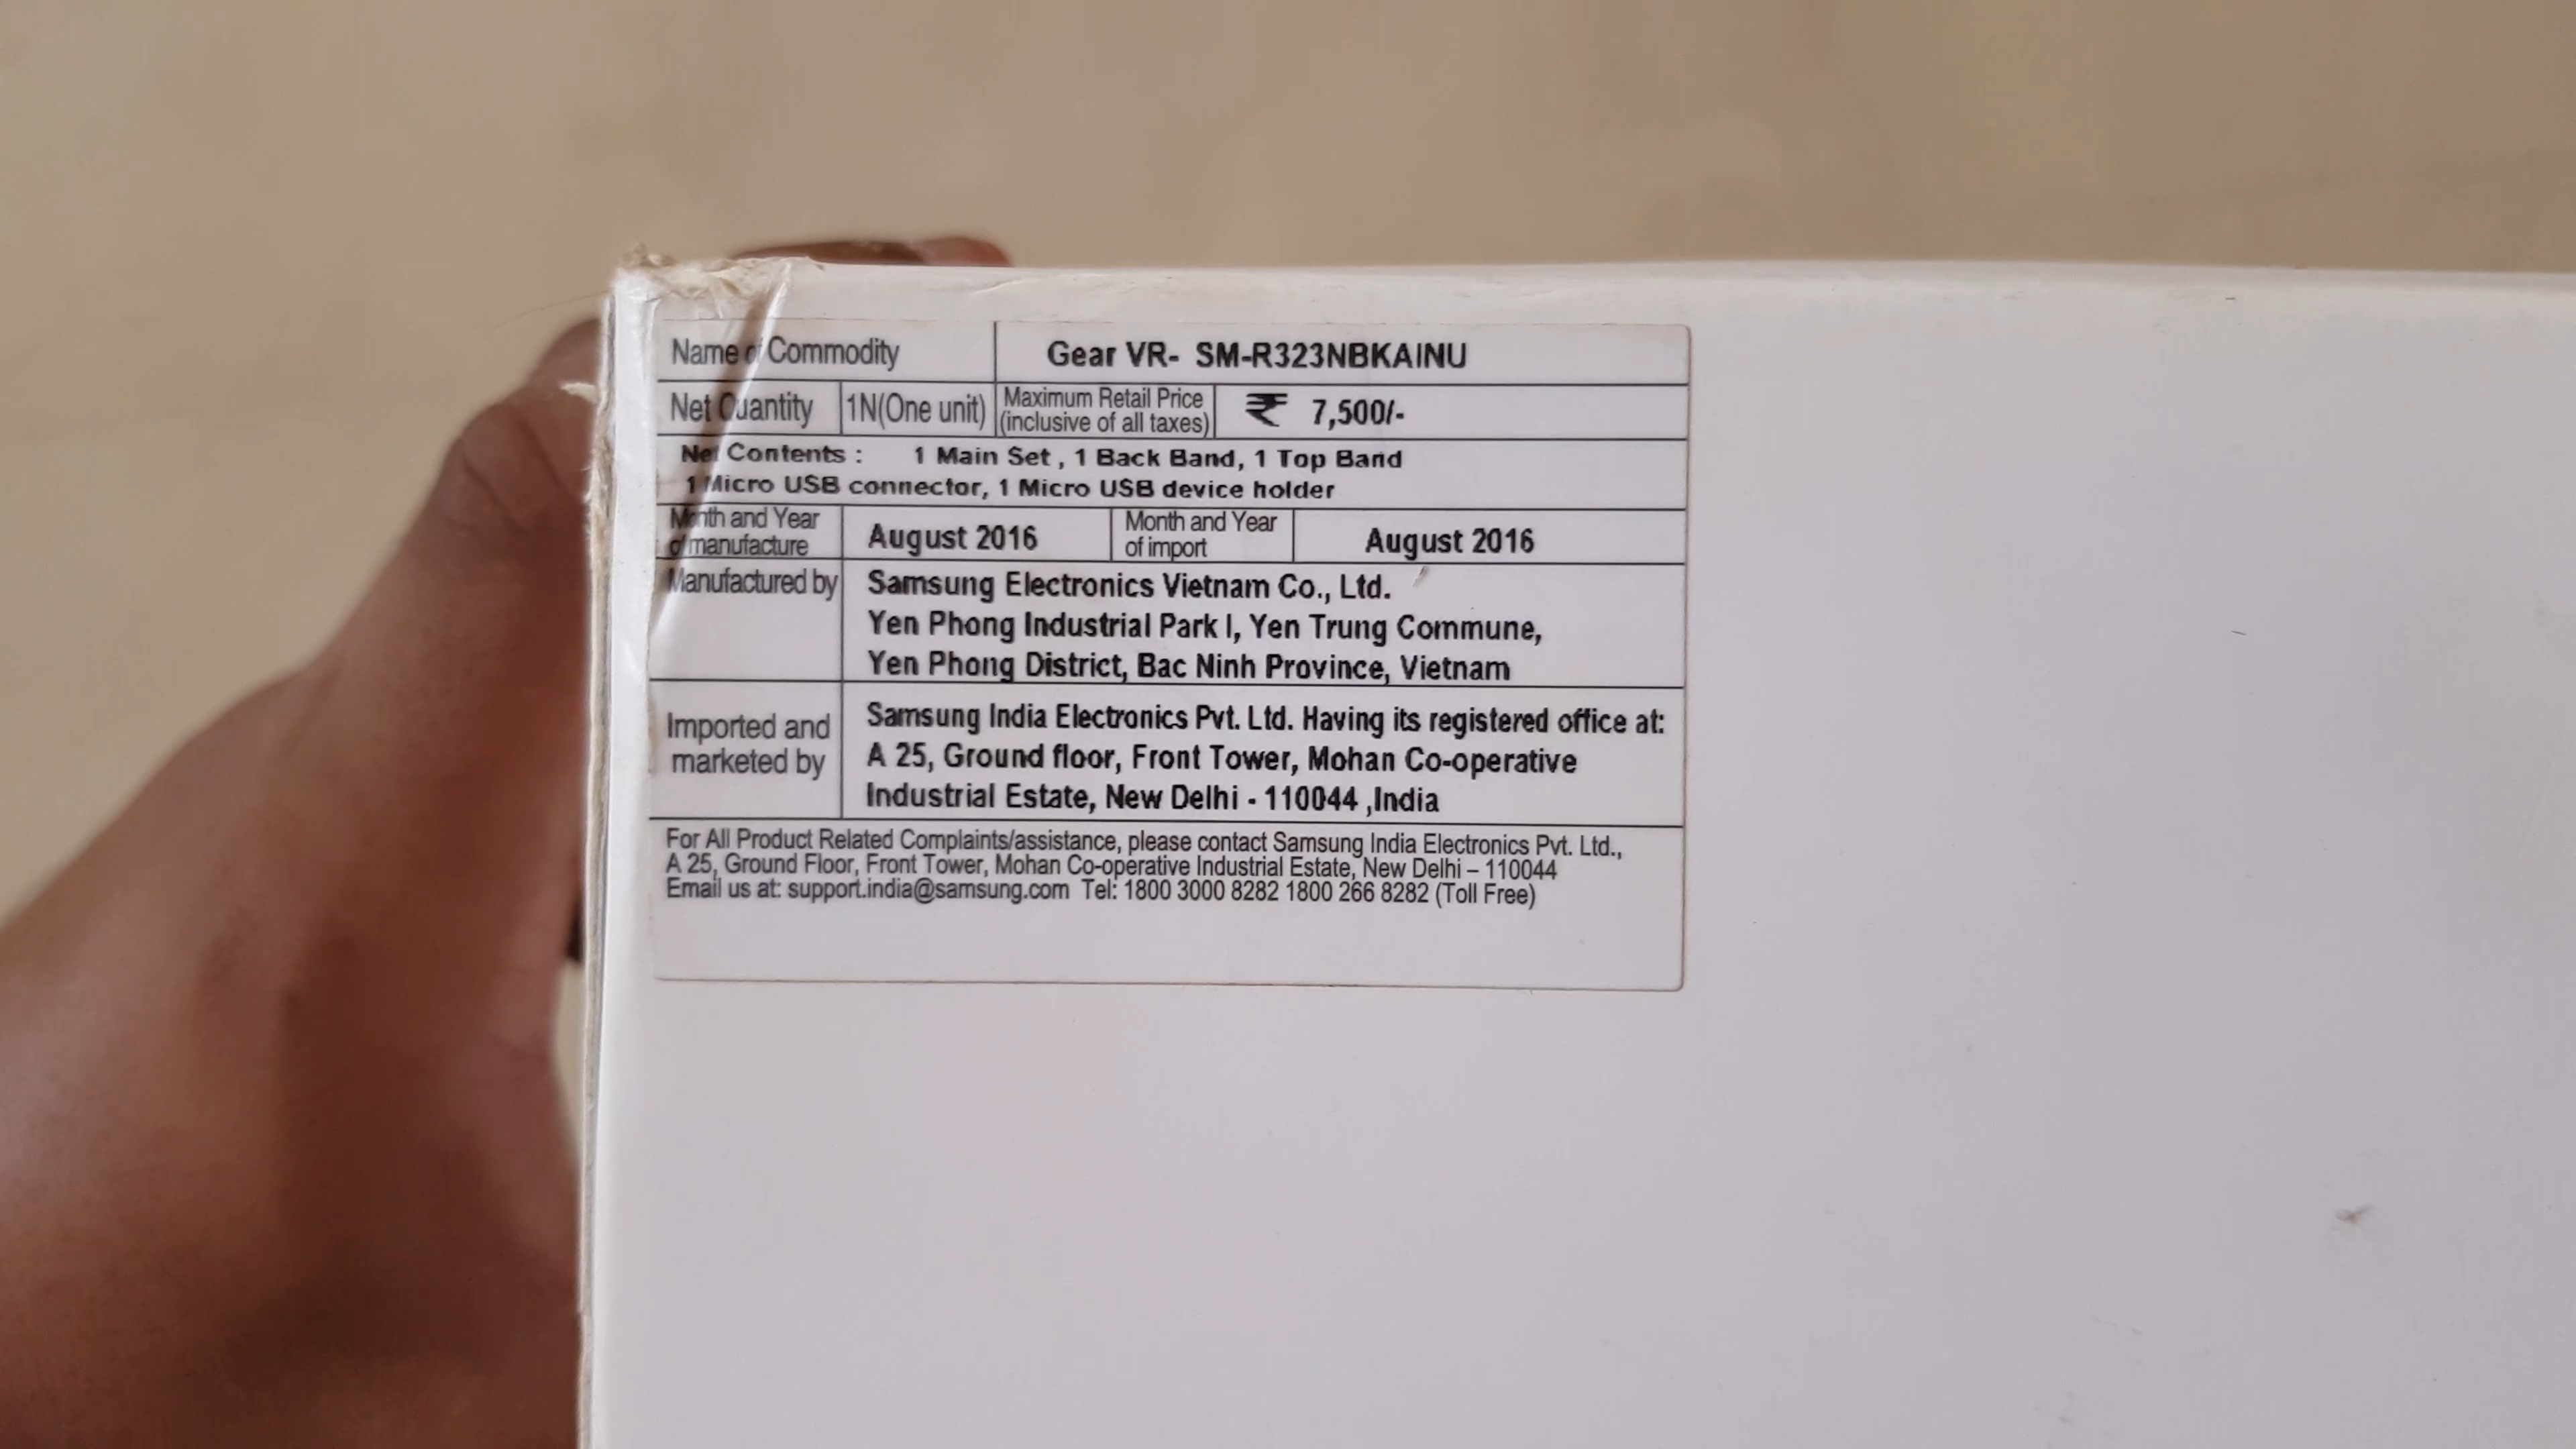 Name of Commodity Gear VR- SM-R323NBKAINU
Net Quantity 1N(One unit) Maximum Retail Price (inclusive of all taxes) ₹ 7,500/-
Net Contents : 1 Main Set , 1 Back Band, 1 Top Band
1 Micro USB connector, 1 Micro USB device holder
Month and Year of manufacture August 2016 Month and Year of import August 2016
Manufactured by Samsung Electronics Vietnam Co., Ltd.
Yen Phong Industrial Park I, Yen Trung Commune,
Yen Phong District, Bac Ninh Province, Vietnam
Imported and marketed by Samsung India Electronics Pvt. Ltd. Having its registered office at:
A 25, Ground floor, Front Tower, Mohan Co-operative
Industrial Estate, New Delhi - 110044 ,India
For All Product Related Complaints/assistance, please contact Samsung India Electronics Pvt. Ltd.,
A 25, Ground Floor, Front Tower, Mohan Co-operative Industrial Estate, New Delhi – 110044
Email us at: support.india@samsung.com Tel: 1800 3000 8282 1800 266 8282 (Toll Free)